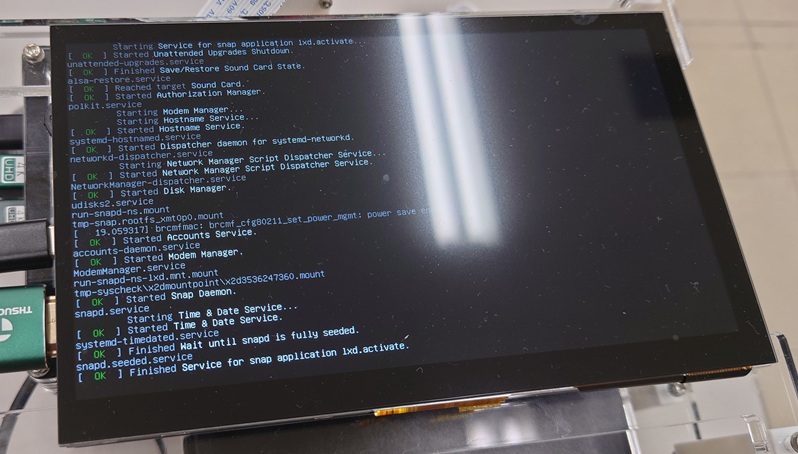 Starting Service for snap application lxd.activate...
[  OK  ] Started Unattended Upgrades Shutdown.
unattended-upgrades.service
[  OK  ] Finished Save/Restore Sound Card State.
alsa-restore.service
[  OK  ] Reached target Sound Card.
[  OK  ] Started Authorization Manager.
polkit.service
Starting Modem Manager...
Starting Hostname Service...
[  OK  ] Started Hostname Service.
systemd-hostnamed.service
[  OK  ] Started Dispatcher daemon for systemd-networkd.
networkd-dispatcher.service
Starting Network Manager Script Dispatcher Service...
[  OK  ] Started Network Manager Script Dispatcher Service.
NetworkManager-dispatcher.service
[  OK  ] Started Disk Manager.
udisks2.service
run-snapd-ns.mount
tmp-snap.rootfs_xmt0p0.mount
[   19.059317] brcmfmac: brcmf_cfg80211_set_power_mgmt: power save
[  OK  ] Started Accounts Service.
accounts-daemon.service
[  OK  ] Started Modem Manager.
ModemManager.service
run-snapd-ns-lxd.mnt.mount
tmp-syscheck\x2dmountpoint\x2d3536247360.mount
[  OK  ] Started Snap Daemon.
snapd.service
Starting Time & Date Service...
[  OK  ] Started Time & Date Service.
systemd-timedated.service
[  OK  ] Finished Wait until snapd is fully seeded.
snapd.seeded.service
[  OK  ] Finished Service for snap application lxd.activate.
UHD